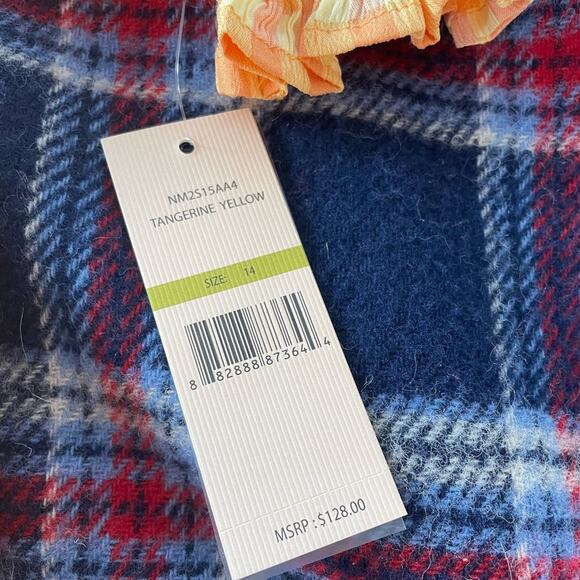 NM2S15AA4
TANGERINE YELLOW
SIZE: 14
8 82888 87364 4
MSRP : $128.00